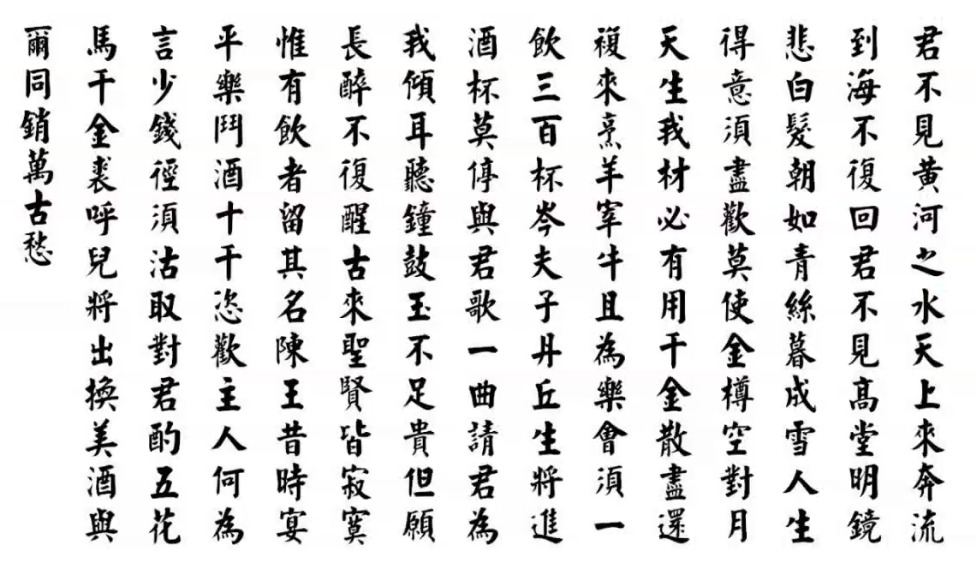 君不見黃河之水天上來奔流
到海不復回君不見高堂明鏡
悲白髮朝如青絲暮成雪人生
得意須盡歡莫使金樽空對月
天生我材必有用千金散盡還
複來烹羊宰牛且為樂會須一
飲三百杯岑夫子丹丘生將進
酒杯莫停與君歌一曲請君為
我傾耳聽鐘鼓玉不足貴但願
長醉不復醒古來聖賢皆寂寞
惟有飲者留其名陳王昔時宴
平樂鬥酒十千恣歡主人何為
言少錢徑須沽取對君酌五花
馬千金裘呼兒將出換美酒與
爾同銷萬古愁